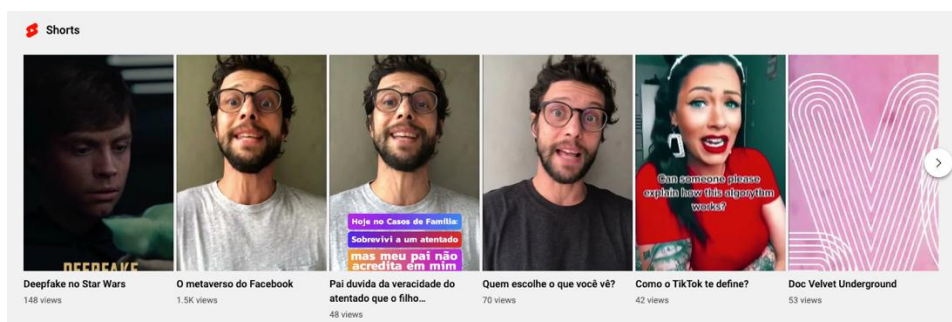 Shorts
DEEPFAKE
Hoje no Casos de Família:
Sobrevivi a um atentado
mas meu pai não
acredita em mim
Can someone please
explain how this algorythm
works?
Deepfake no Star Wars
148 views
O metaverso do Facebook
1.5K views
Pai duvida da veracidade do
atentado que o filho...
48 views
Quem escolhe o que você vê?
70 views
Como o TikTok te define?
42 views
Doc Velvet Underground
53 views